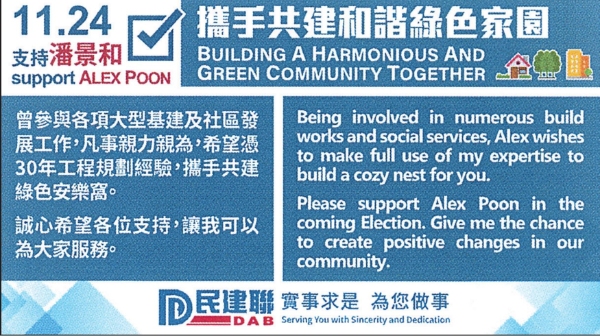 11.24
支持潘景和
support ALEX POON
攜手共建和諧綠色家園
BUILDING A HARMONIOUS AND
GREEN COMMUNITY TOGETHER
曾參與各項大型基建及社區發
展工作，凡事親力親為，希望憑
30年工程規劃經驗，攜手共建
綠色安樂窩。
誠心希望各位支持，讓我可以
為大家服務。
Being involved in numerous build
works and social services, Alex wishes
to make full use of my expertise to
build a cozy nest for you.
Please support Alex Poon in the
coming Election. Give me the chance
to create positive changes in our
community.
民建聯
DAB
實事求是 為您做事
Serving You with Sincerity and Dedication